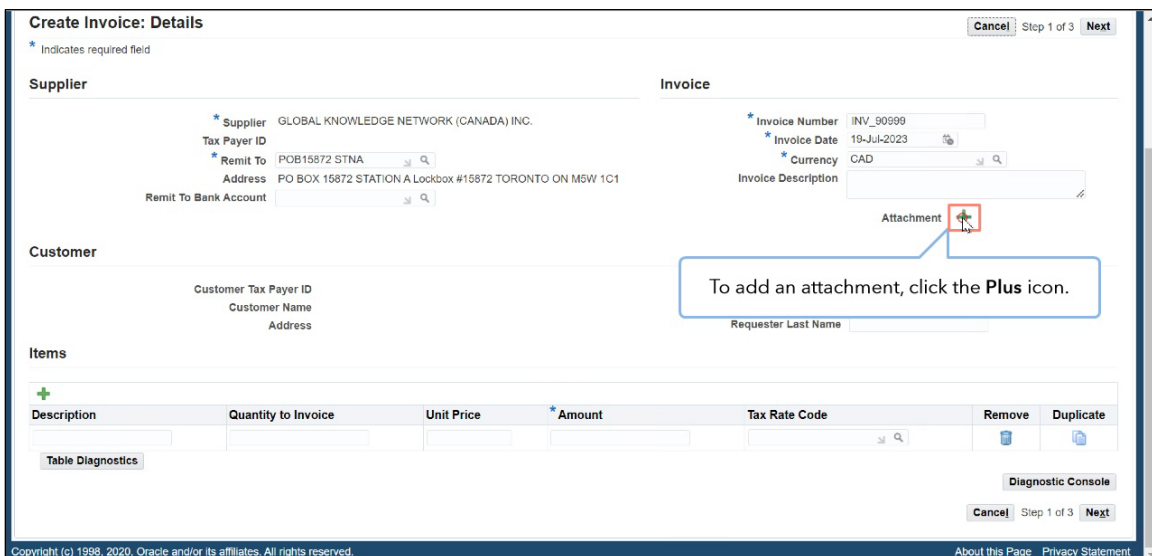 Create Invoice: Details
Cancel Step 1 of 3 Next
* Indicates required field
Supplier
* Supplier GLOBAL KNOWLEDGE NETWORK (CANADA) INC.
Tax Payer ID
* Remit To POB15872 STNA
Address PO BOX 15872 STATION A Lockbox #15872 TORONTO ON M5W 1C1
Remit To Bank Account
Invoice
* Invoice Number INV_90999
* Invoice Date 19-Jul-2023
* Currency CAD
Invoice Description
Attachment
To add an attachment, click the Plus icon.
Customer
Customer Tax Payer ID
Customer Name
Address
Requester Last Name
Items
Description Quantity to Invoice Unit Price * Amount Tax Rate Code Remove Duplicate
Table Diagnostics
Diagnostic Console
Cancel Step 1 of 3 Next
Copyright (c) 1998, 2020, Oracle and/or its affiliates. All rights reserved.
About this Page Privacy Statement